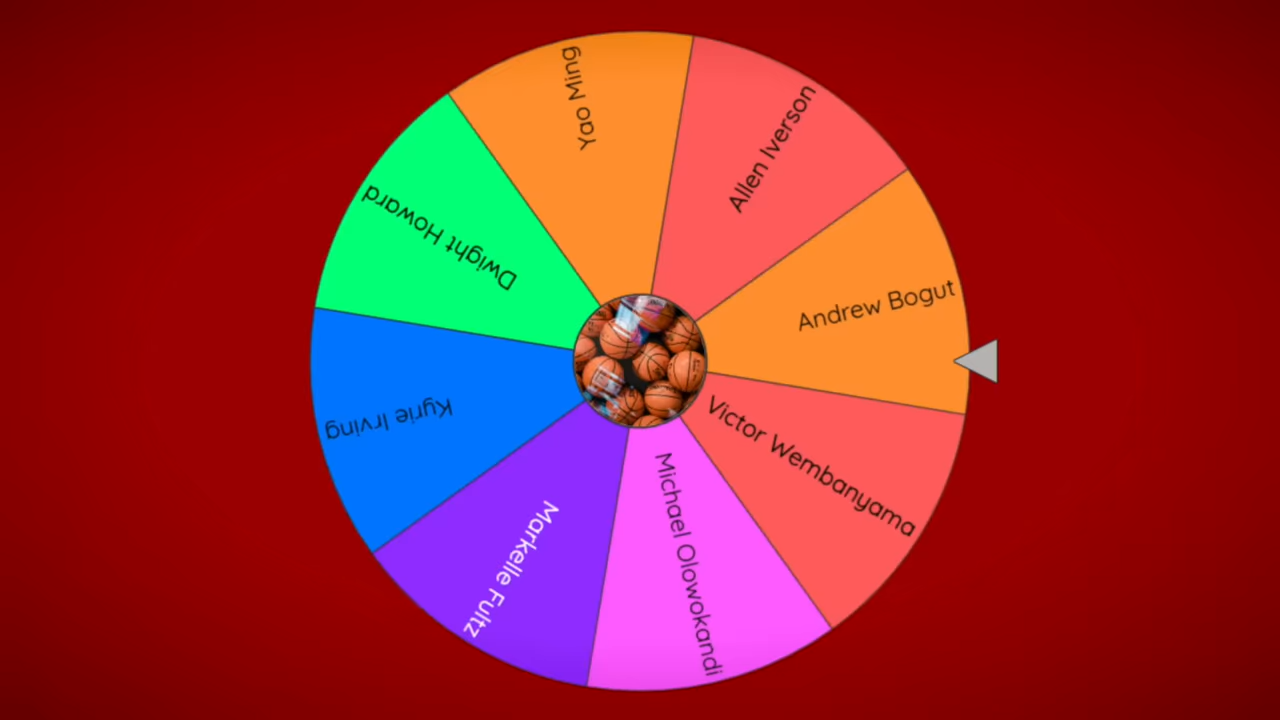 Yao Ming
Allen Iverson
Andrew Bogut
Victor Wembanyama
Michael Olowokandi
Markelle Fultz
Kyrie Irving
Dwight Howard